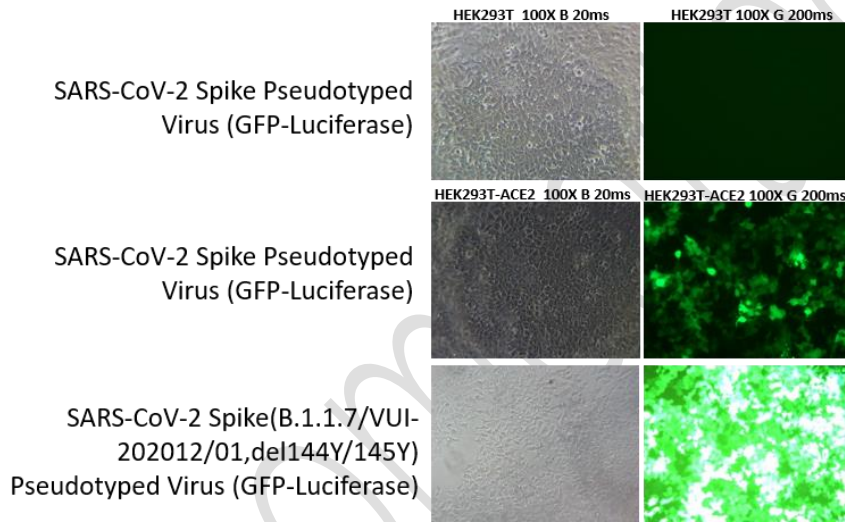 HEK293T 100X B 20ms
HEK293T 100X G 200ms
SARS-CoV-2 Spike Pseudotyped
Virus (GFP-Luciferase)
HEK293T-ACE2 100X B 20ms
HEK293T-ACE2 100X G 200ms
SARS-CoV-2 Spike Pseudotyped
Virus (GFP-Luciferase)
SARS-CoV-2 Spike(B.1.1.7/VUI-
202012/01,del144Y/145Y)
Pseudotyped Virus (GFP-Luciferase)